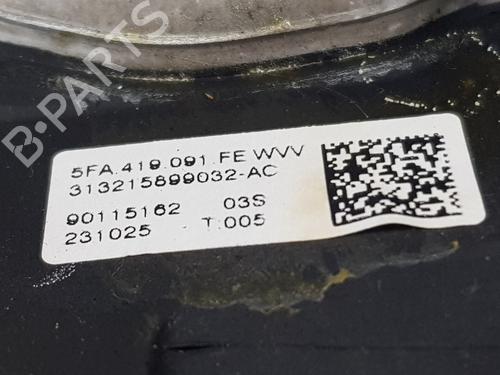 B-PARTS
5FA.419.091.FE WVV
313215899032-AC
90115162 03S
231025 T.005